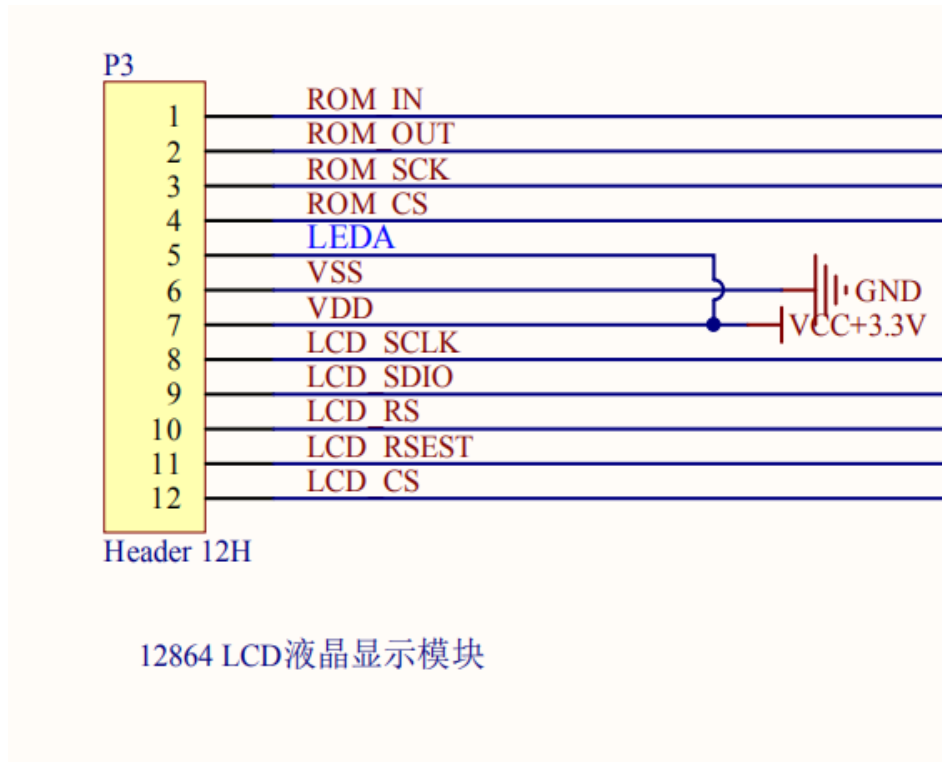 P3
1 ROM_IN
2 ROM_OUT
3 ROM_SCK
4 ROM_CS
5 LEDA
6 VSS GND
7 VDD VCC+3.3V
8 LCD_SCLK
9 LCD_SDIO
10 LCD_RS
11 LCD_RSEST
12 LCD_CS
Header 12H
12864 LCD液晶显示模块